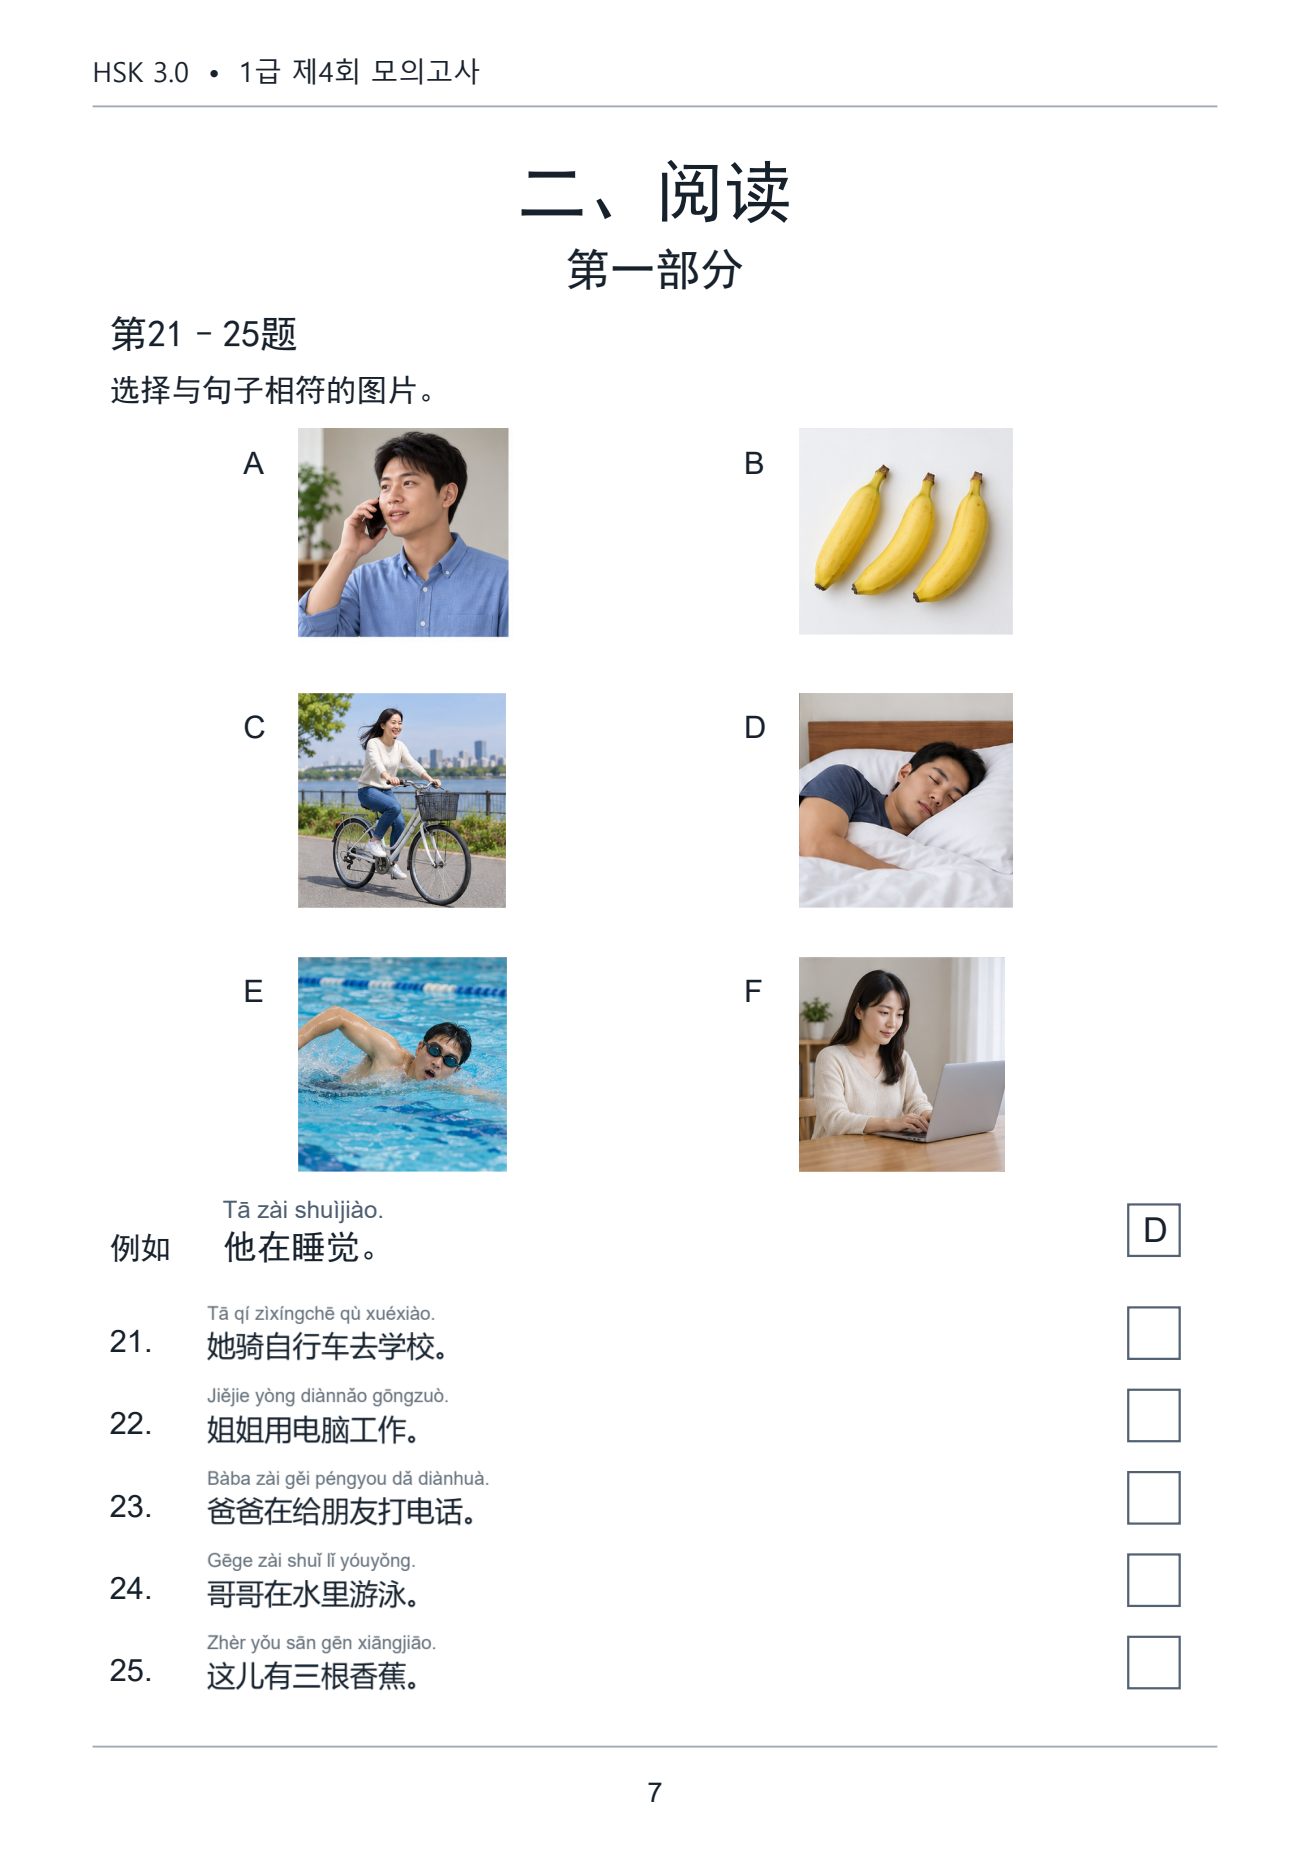 HSK 3.0 • 1급 제4회 모의고사
二、阅读
第一部分
第21 – 25题
选择与句子相符的图片。
A
B
C
D
E
F
Tā zài shuìjiào.
例如 他在睡觉。 D
Tā qí zìxíngchē qù xuéxiào.
21. 她骑自行车去学校。
Jiějie yòng diànnǎo gōngzuò.
22. 姐姐用电脑工作。
Bàba zài gěi péngyou dǎ diànhuà.
23. 爸爸在给朋友打电话。
Gēge zài shuǐ lǐ yóuyǒng.
24. 哥哥在水里游泳。
Zhèr yǒu sān gēn xiāngjiāo.
25. 这儿有三根香蕉。
7